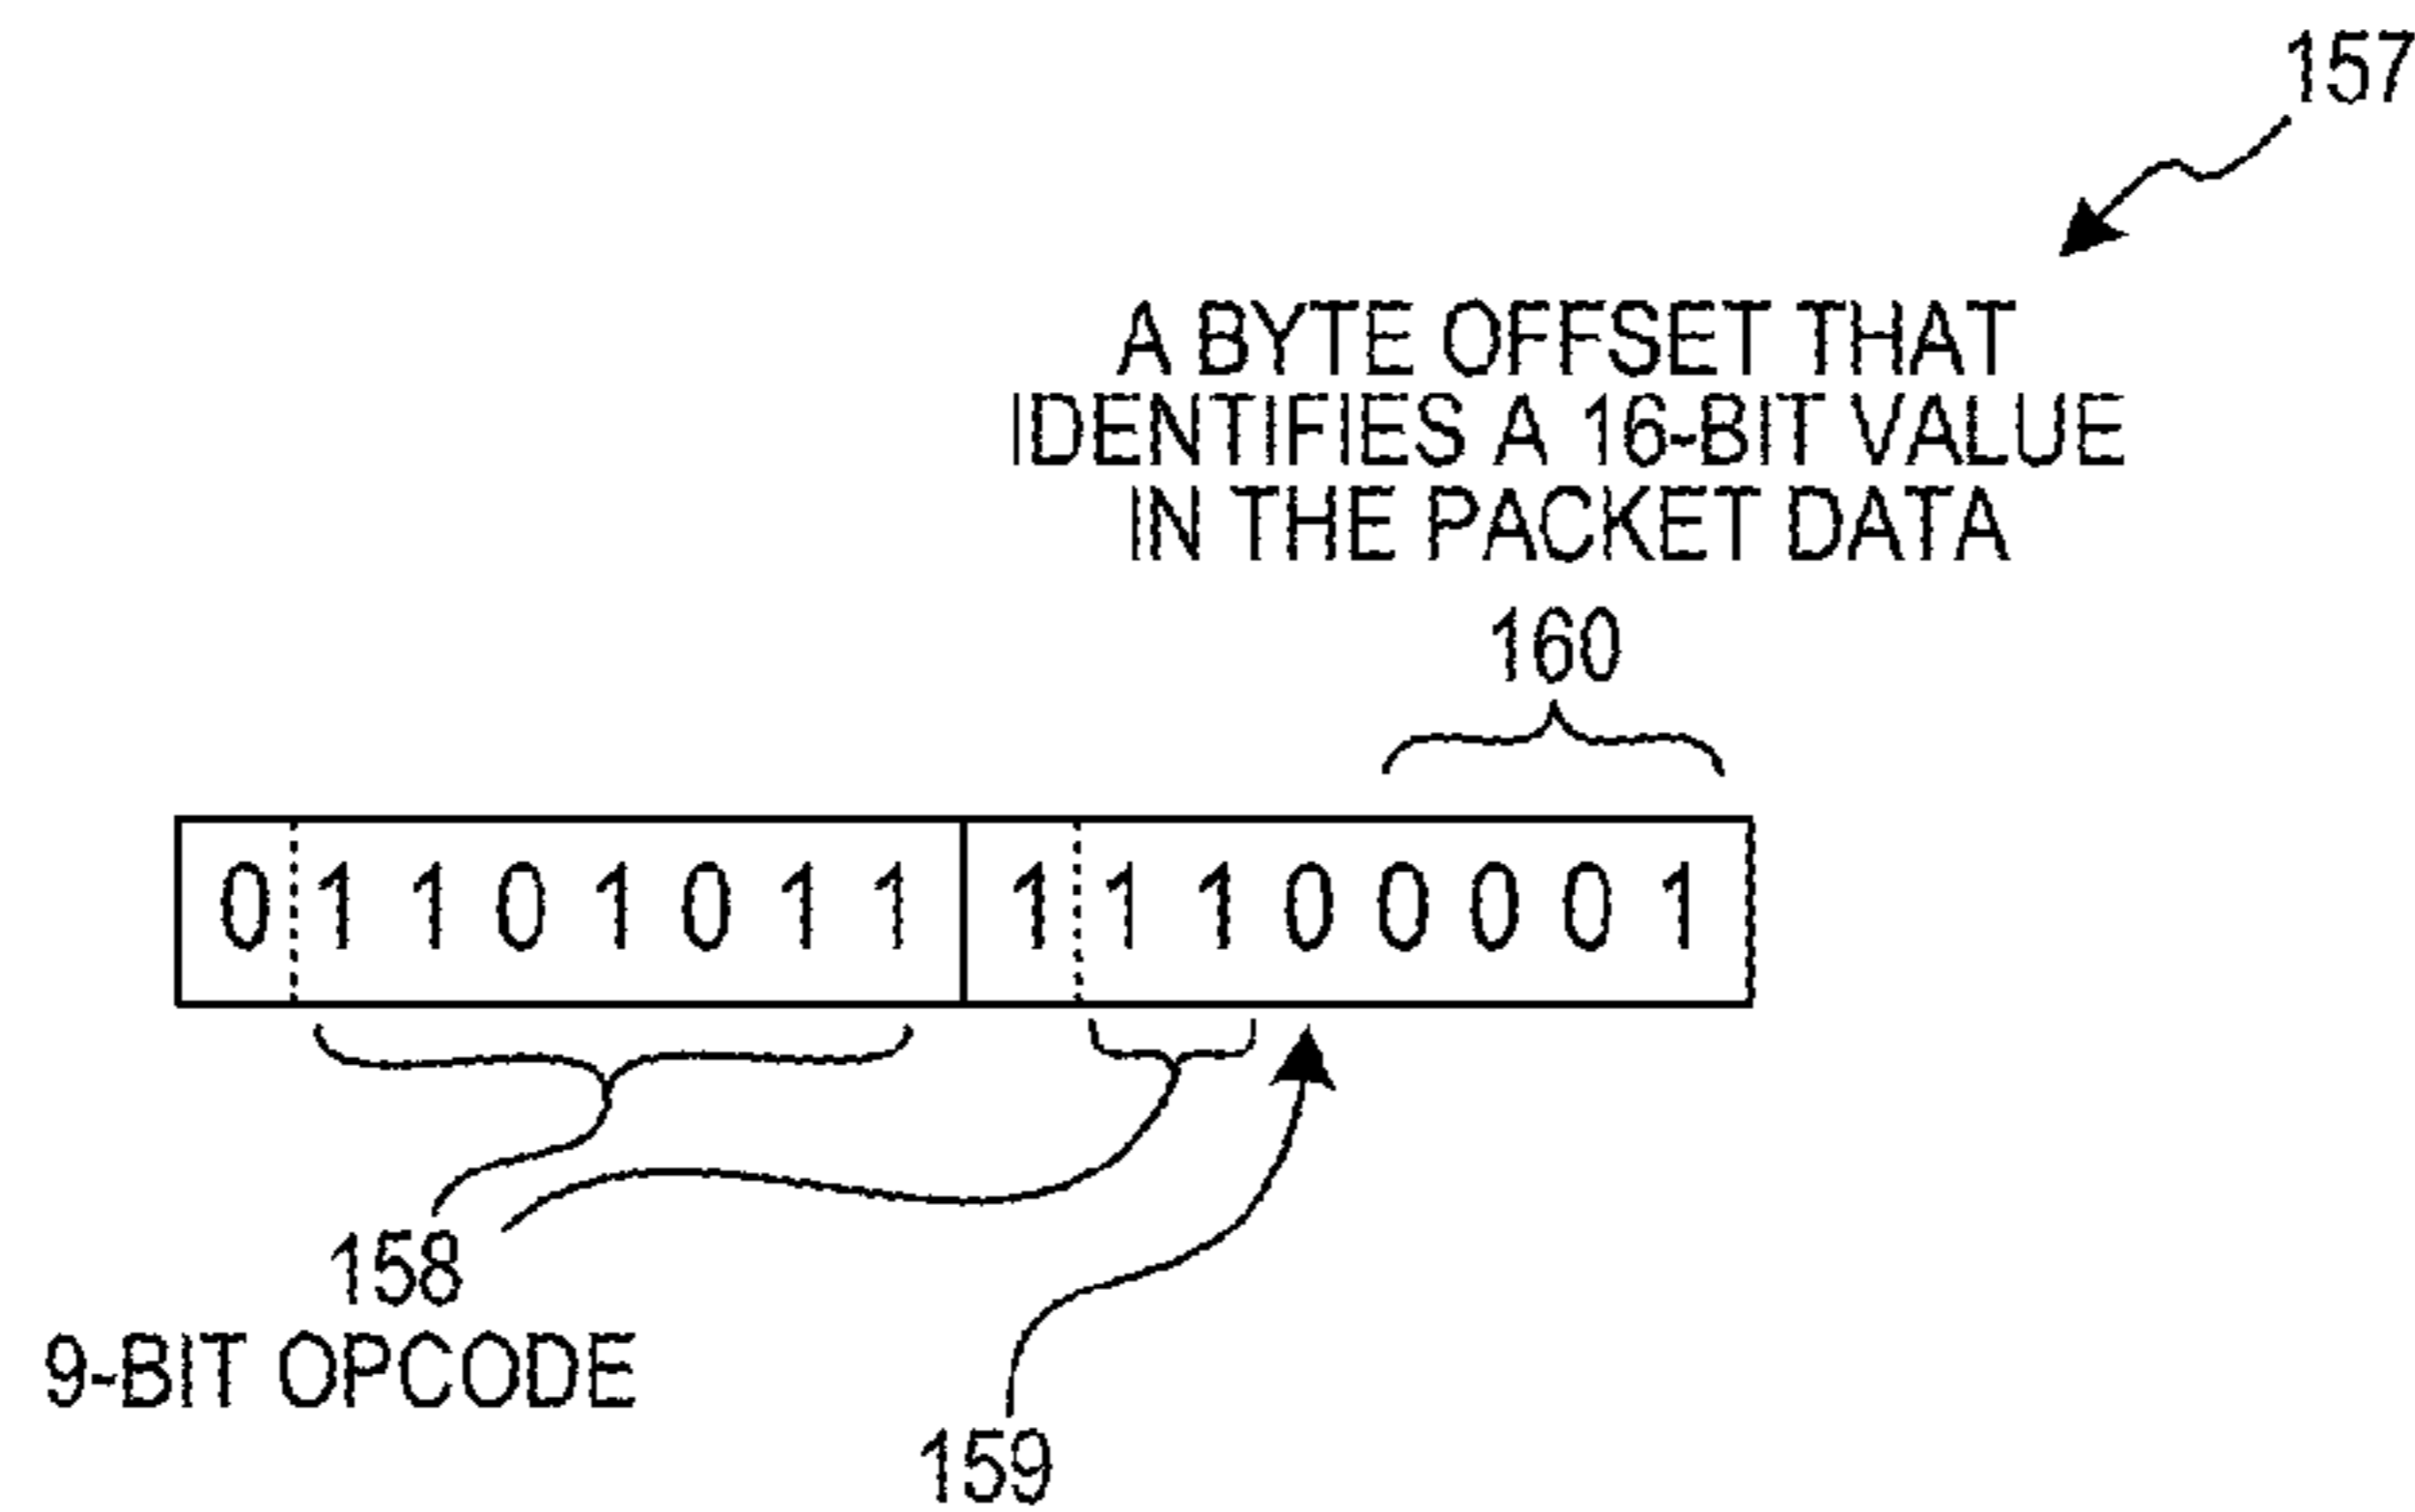 157
A BYTE OFFSET THAT
IDENTIFIES A 16-BIT VALUE
IN THE PACKET DATA
160
0 1 1 0 1 0 1 1 1 1 1 0 0 0 0 1
158
9-BIT OPCODE
159